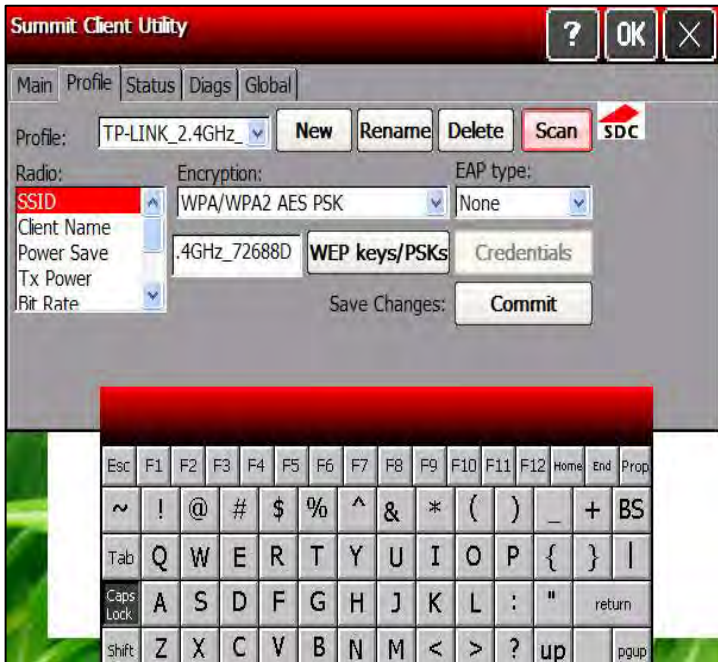 Summit Client Utility ? OK X
Main Profile Status Diags Global
Profile: TP-LINK_2.4GHz_ New Rename Delete Scan SDC
Radio: Encryption: EAP type:
SSID WPA/WPA2 AES PSK None
Client Name
Power Save .4GHz_72688D WEP keys/PSKs Credentials
Tx Power
Bit Rate Save Changes: Commit
Esc F1 F2 F3 F4 F5 F6 F7 F8 F9 F10 F11 F12 Home End Prop
~ ! @ # $ % ^ & * ( ) _ + BS
Tab Q W E R T Y U I O P { } |
Caps Lock A S D F G H J K L : " return
Shift Z X C V B N M < > ? up pgup